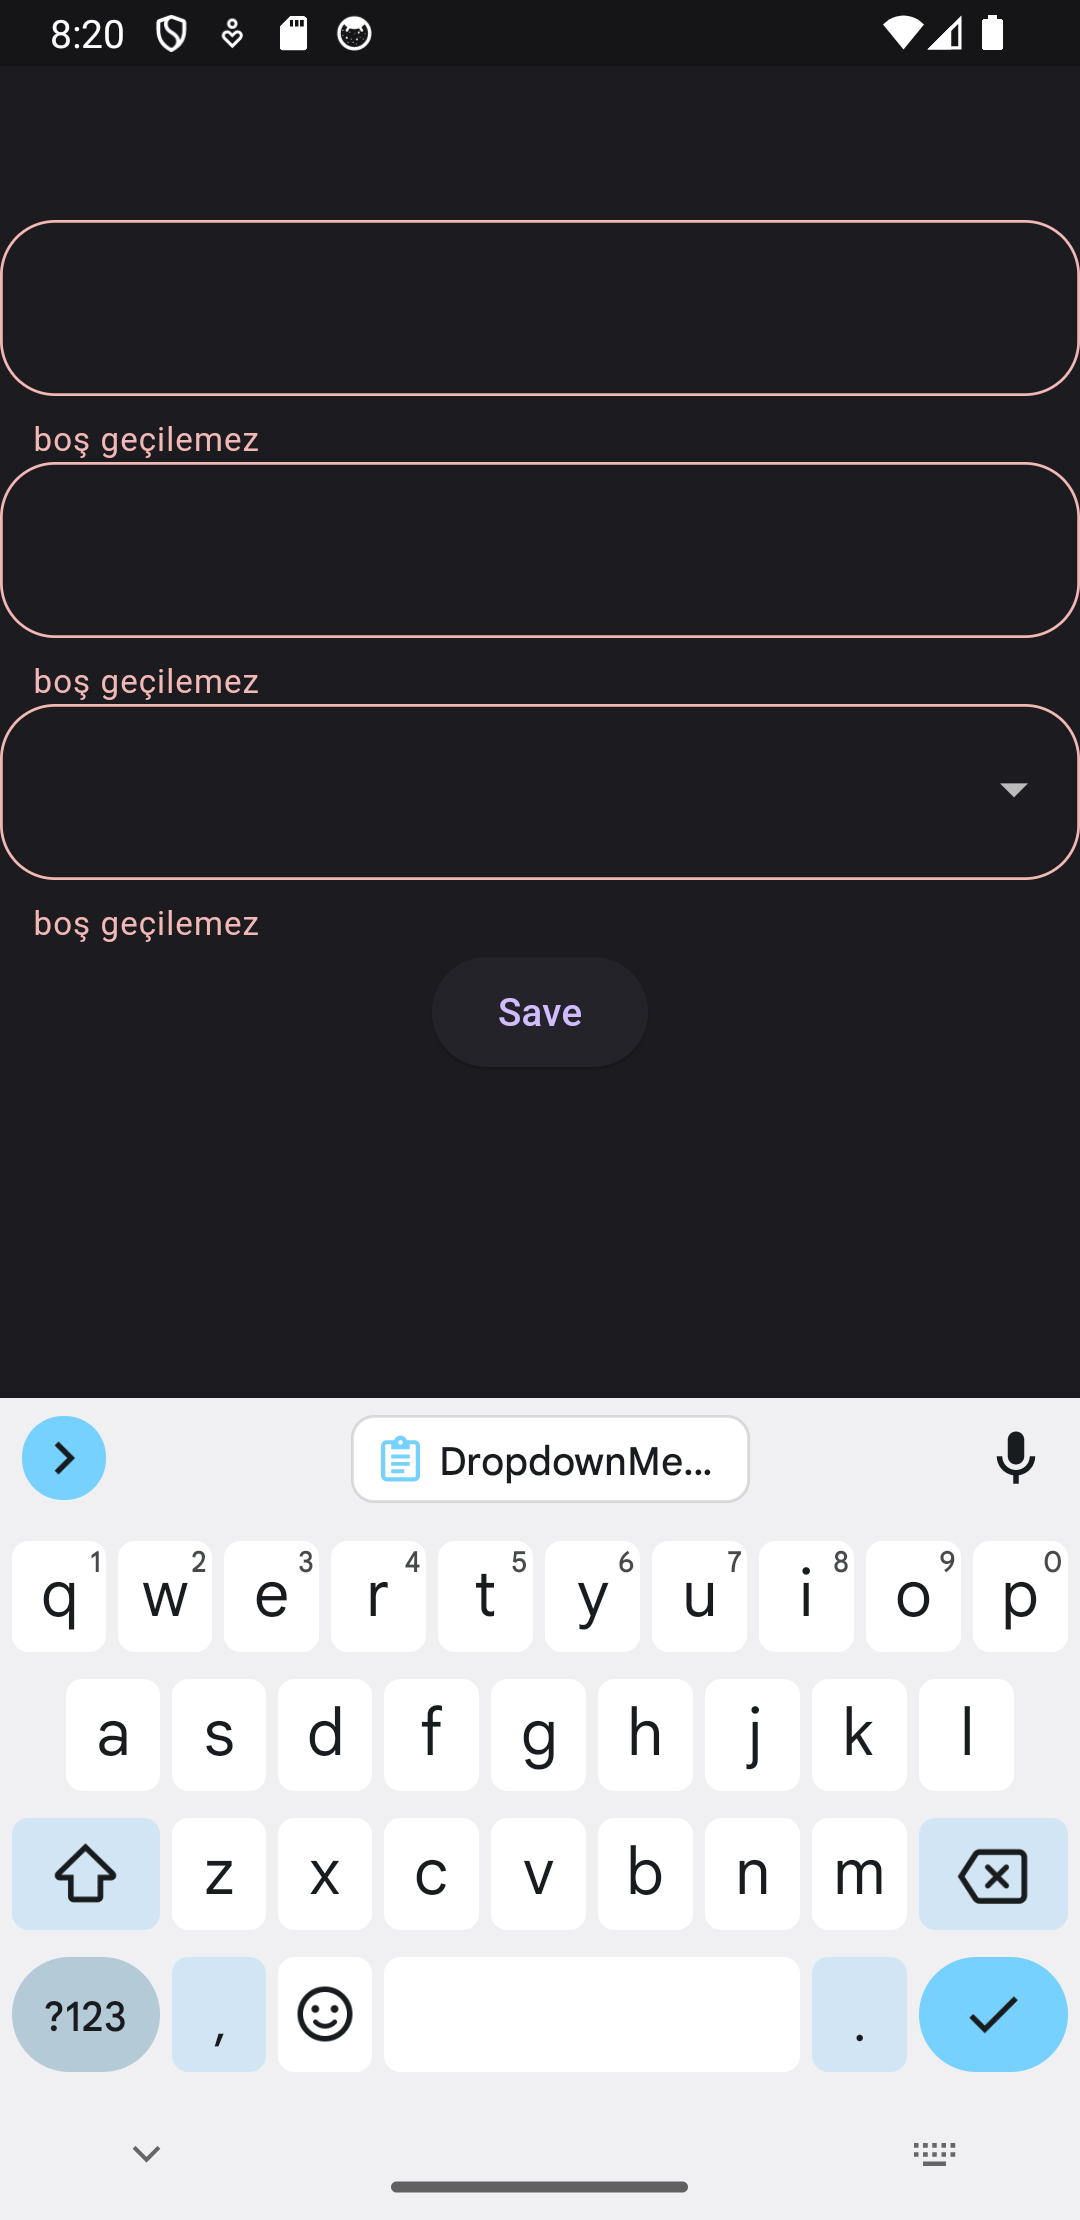 8:20
boş geçilemez
boş geçilemez
boş geçilemez
Save
DropdownMe...
q 1 w 2 e 3 r 4 t 5 y 6 u 7 i 8 o 9 p 0
a s d f g h j k l
z x c v b n m
?123 , .